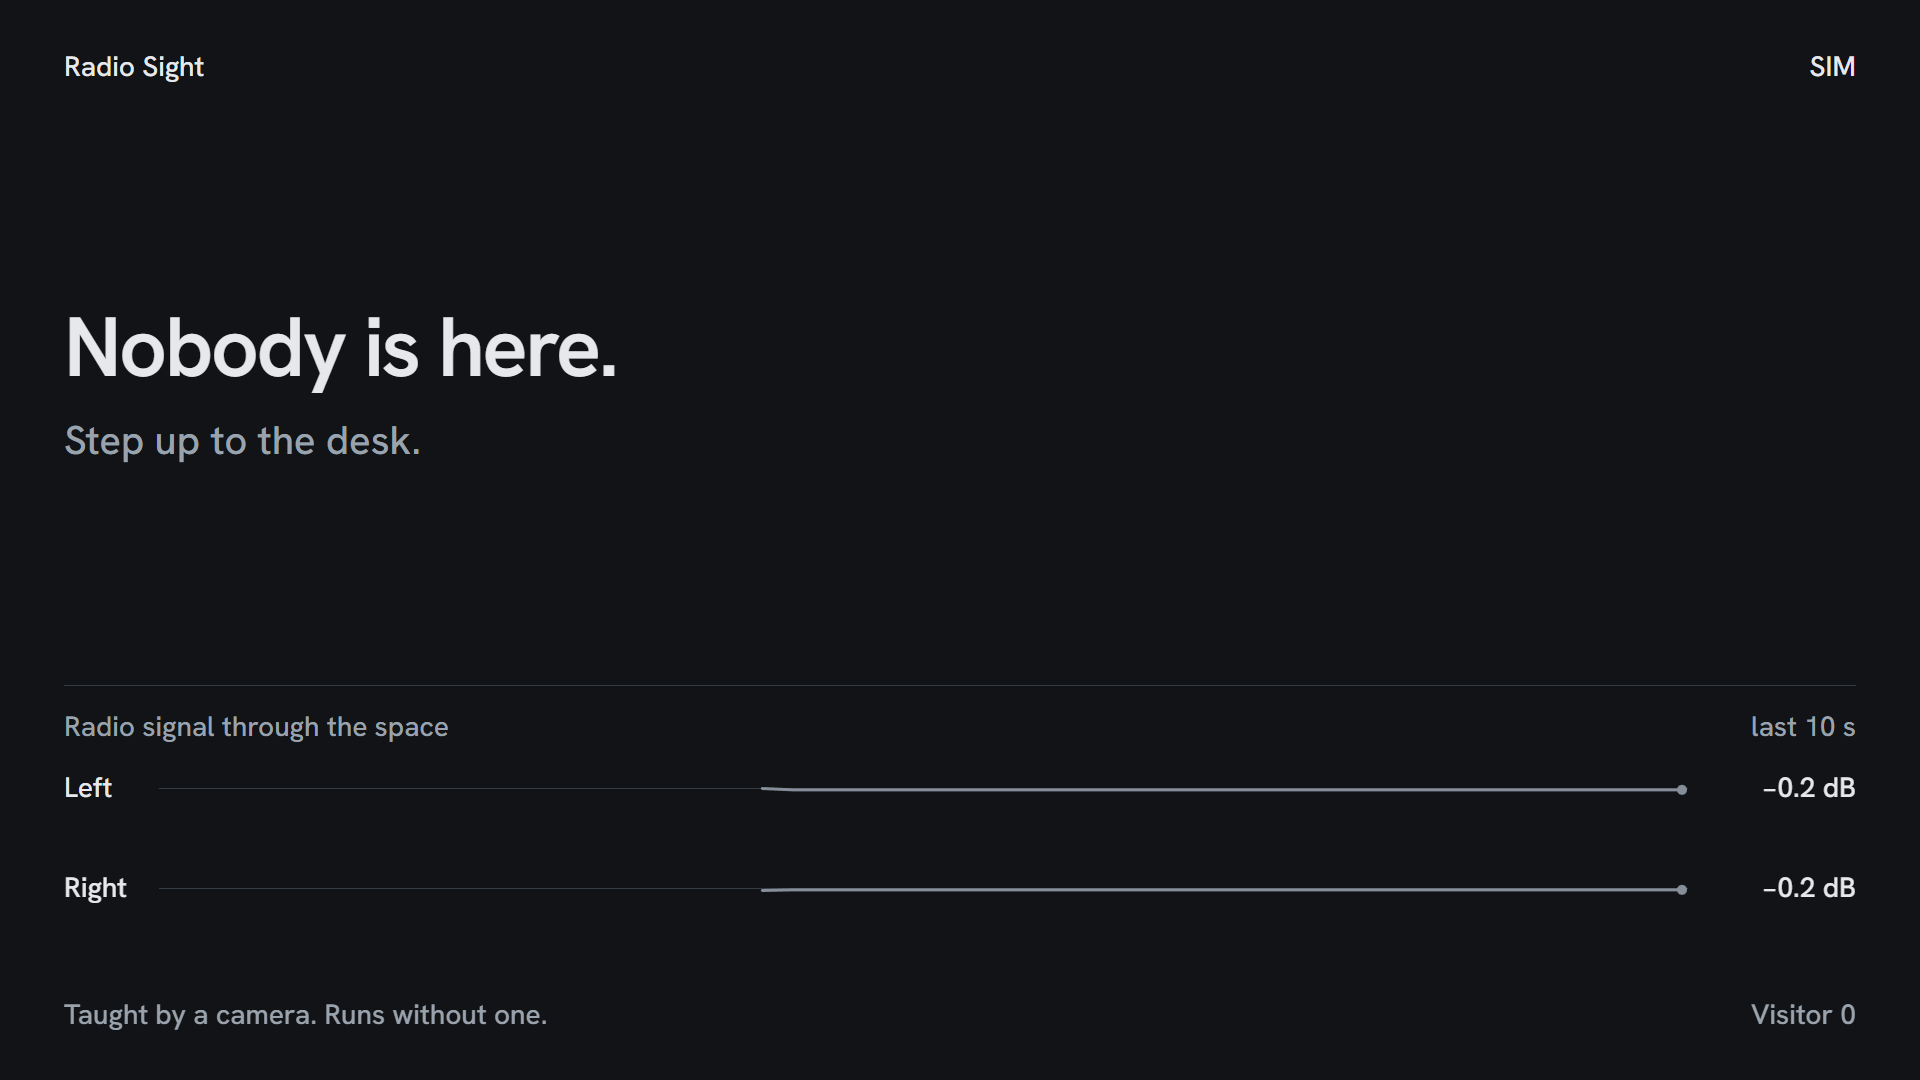 Radio Sight
SIM
Nobody is here.
Step up to the desk.
Radio signal through the space
last 10 s
Left
−0.2 dB
Right
−0.2 dB
Taught by a camera. Runs without one.
Visitor 0